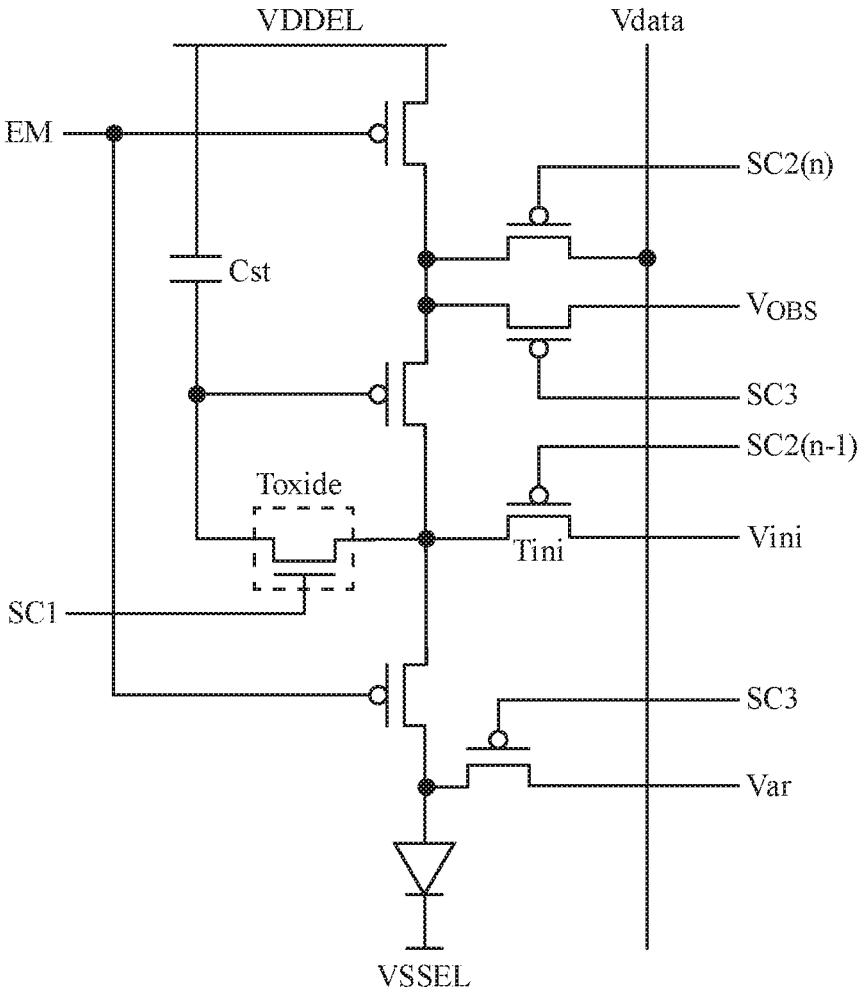 VDDEL
Vdata
EM
SC2(n)
Cst
VOBS
SC3
SC2(n-1)
Toxide
Tini
Vini
SC1
SC3
Var
VSSEL